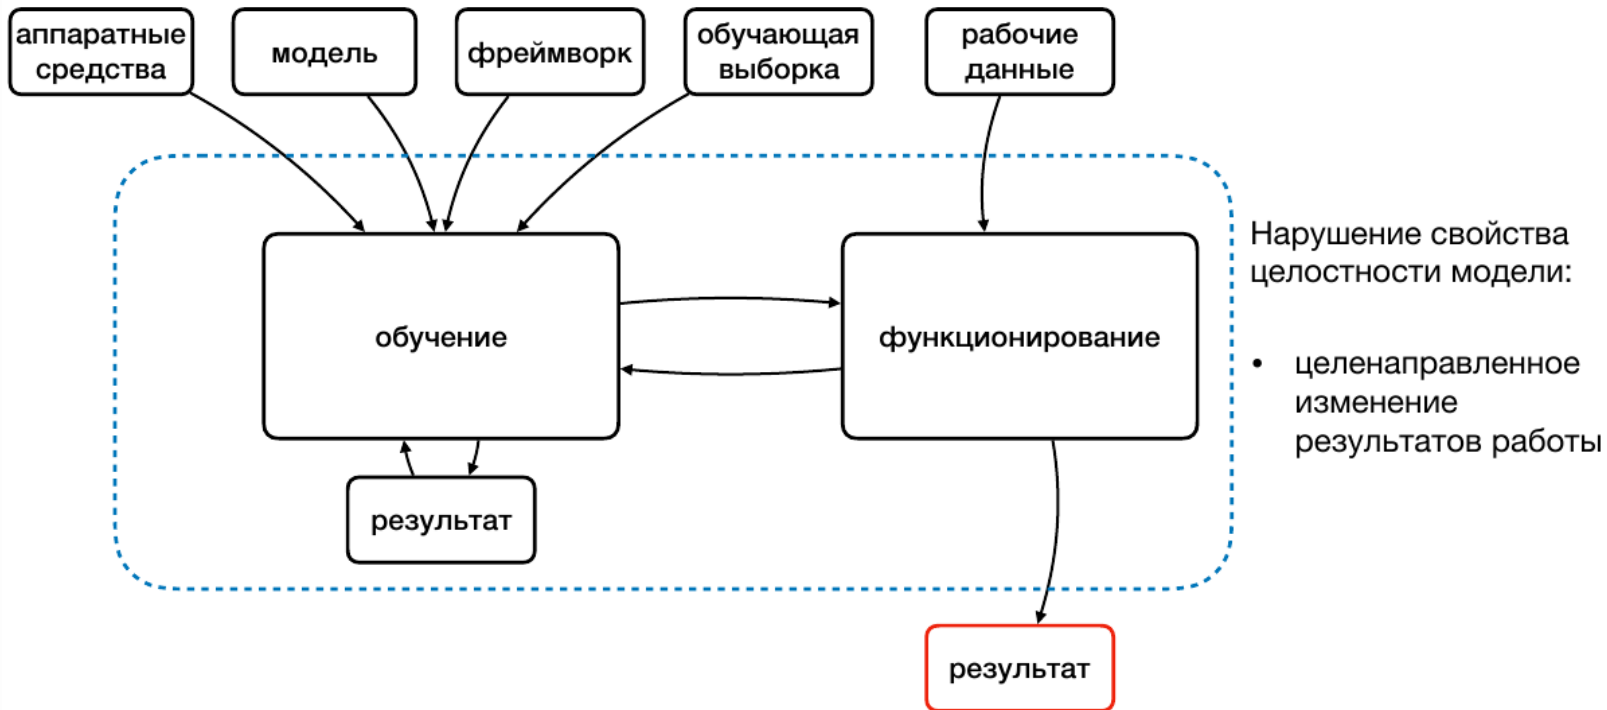 аппаратные
средства
модель
фреймворк
обучающая
выборка
рабочие
данные
Нарушение свойства
целостности модели:
обучение
функционирование
• целенаправленное
изменение
результатов работы
результат
результат